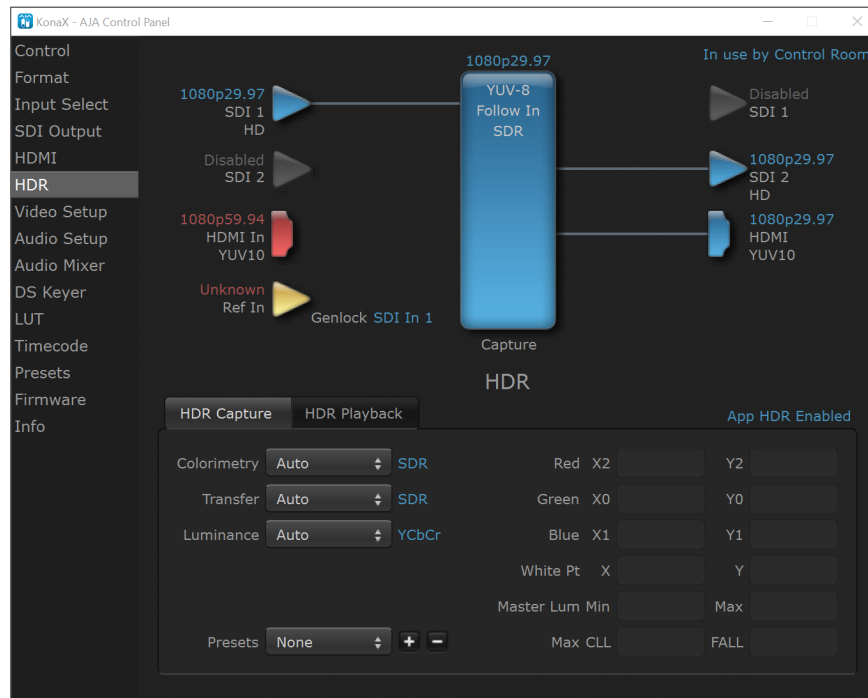 KonaX - AJA Control Panel
Control
Format
Input Select
SDI Output
HDMI
HDR
Video Setup
Audio Setup
Audio Mixer
DS Keyer
LUT
Timecode
Presets
Firmware
Info
1080p29.97
In use by Control Room
1080p29.97
SDI 1
HD
YUV-8
Follow In
SDR
Disabled
SDI 1
Disabled
SDI 2
1080p29.97
SDI 2
HD
1080p59.94
HDMI In
YUV10
1080p29.97
HDMI
YUV10
Unknown
Ref In
Genlock SDI In 1
Capture
HDR
HDR Capture HDR Playback App HDR Enabled
Colorimetry Auto SDR Red X2 Y2
Transfer Auto SDR Green X0 Y0
Luminance Auto YCbCr Blue X1 Y1
White Pt X Y
Master Lum Min Max
Presets None + - Max CLL FALL